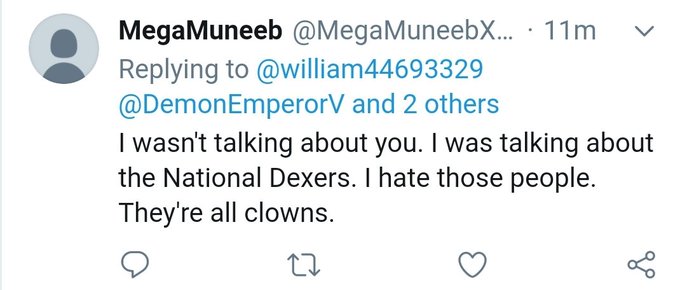 MegaMuneeb @MegaMuneebX... · 11m
Replying to @william44693329
@DemonEmperorV and 2 others
I wasn't talking about you. I was talking about
the National Dexers. I hate those people.
They're all clowns.